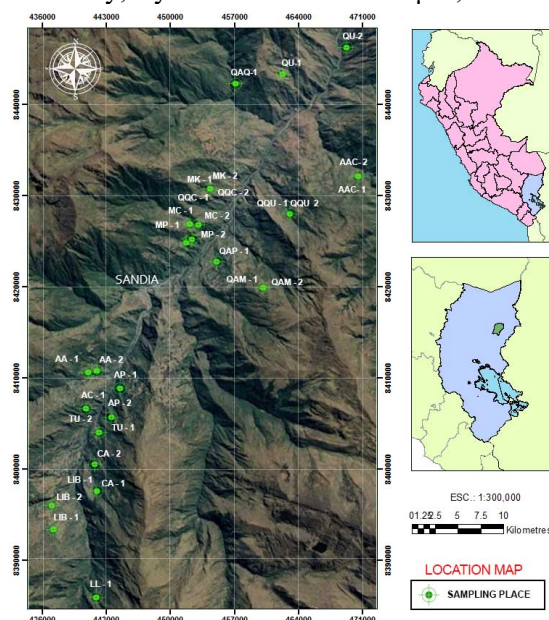 436000 443000 450000 457000 464000 471000
QU-2
QU-1
QAQ-1
8440000 8440000
AAC-2
MK - 1 MK - 2
AAC-1
8430000 8430000
QQC - 1 QQC - 2
QQU - 1 QQU 2
MC - 1
MC - 2
MP - 1
MP - 2
QAP - 1
SANDIA
QAM - 1 QAM - 2
8420000 8420000
AA - 1 AA - 2
AP - 1
8410000 8410000
AC - 1
AP - 2
TU - 2
TU - 1
CA - 2
8400000 8400000
LIB - 1
CA - 1
LIB - 2
LIB - 1
8390000 8390000
LL - 1
436000 443000 450000 457000 464000 471000
ESC.: 1:300,000
01.252.5 5 7.5 10
Kilometres
LOCATION MAP
SAMPLING PLACE